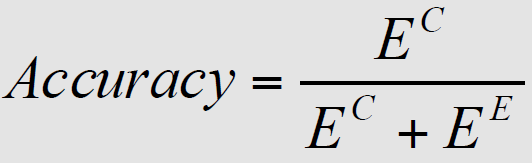 Accuracy = E^C / (E^C + E^E)